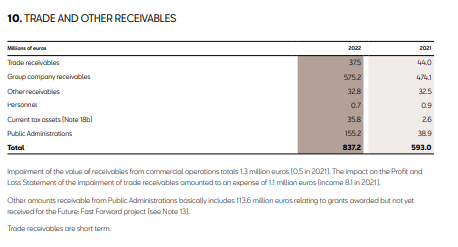 10. TRADE AND OTHER RECEIVABLES
Millions of euros 2022 2021
Trade receivables 37.5 44.0
Group company receivables 575.2 474.1
Other receivables 32.8 32.5
Personnel 0.7 0.9
Current tax assets (Note 18b) 35.8 2.6
Public Administrations 155.2 38.9
Total 837.2 593.0
Impairment of the value of receivables from commercial operations totals 1.3 million euros (0.5 in 2021). The impact on the Profit and
Loss Statement of the impairment of trade receivables amounted to an expense of 1.1 million euros (income 8.1 in 2021).
Other amounts receivable from Public Administrations basically includes 113.6 million euros relating to grants awarded but not yet
received for the Future: Fast Forward project (see Note 13).
Trade receivables are short term.